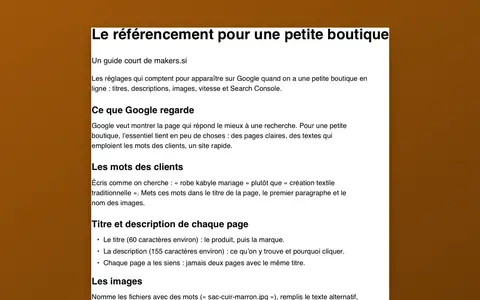 Le référencement pour une petite boutique
Un guide court de makers.si
Les réglages qui comptent pour apparaître sur Google quand on a une petite boutique en
ligne : titres, descriptions, images, vitesse et Search Console.
Ce que Google regarde
Google veut montrer la page qui répond le mieux à une recherche. Pour une petite
boutique, l'essentiel tient en peu de choses : des pages claires, des textes qui
emploient les mots des clients, un site rapide.
Les mots des clients
Écris comme on cherche : « robe kabyle mariage » plutôt que « création textile
traditionnelle ». Mets ces mots dans le titre de la page, le premier paragraphe et le
nom des images.
Titre et description de chaque page
• Le titre (60 caractères environ) : le produit, puis la marque.
• La description (155 caractères environ) : ce qu'on y trouve et pourquoi cliquer.
• Chaque page a les siens : jamais deux pages avec le même titre.
Les images
Nomme les fichiers avec des mots (« sac-cuir-marron.jpg »), remplis le texte alternatif,